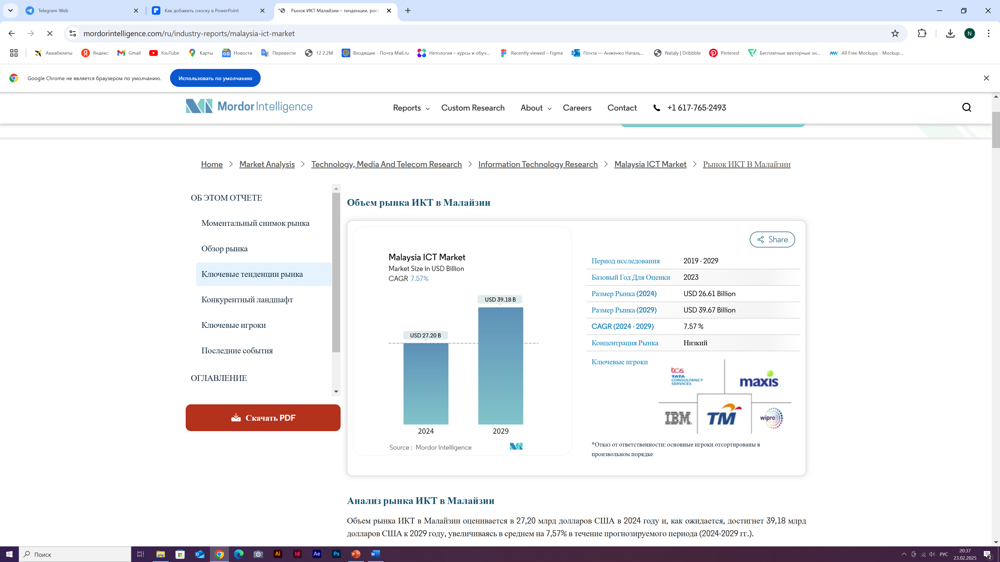 Telegram Web
Как добавить сноску в PowerPoint
Рынок ИКТ Малайзии – тенденции, рост
mordorintelligence.com/ru/industry-reports/malaysia-ict-market
N
Авиабилеты
Яндекс
Gmail
YouTube
Карты
Новости
Перевести
12 2.2M
Входящие - Почта Mail.ru
Нетология – курсы и обуч...
Recently viewed – Figma
Почта — Анженко Наталь...
Nataly | Dribbble
Pinterest
Бесплатные векторные зн...
All Free Mockups - Mockup...
Google Chrome не является браузером по умолчанию.
Использовать по умолчанию
Mordor Intelligence
Reports
Custom Research
About
Careers
Contact
+1 617-765-2493
Home > Market Analysis > Technology, Media And Telecom Research > Information Technology Research > Malaysia ICT Market > Рынок ИКТ В Малайзии
ОБ ЭТОМ ОТЧЕТЕ
Моментальный снимок рынка
Обзор рынка
Ключевые тенденции рынка
Конкурентный ландшафт
Ключевые игроки
Последние события
ОГЛАВЛЕНИЕ
Скачать PDF
Объем рынка ИКТ в Малайзии
Malaysia ICT Market
Market Size in USD Billion
CAGR 7.57%
USD 39.18 B
USD 27.20 B
2024
2029
Source : Mordor Intelligence
Share
Период исследования 2019 - 2029
Базовый Год Для Оценки 2023
Размер Рынка (2024) USD 26.61 Billion
Размер Рынка (2029) USD 39.67 Billion
CAGR (2024 - 2029) 7.57 %
Концентрация Рынка Низкий
Ключевые игроки
tcs
TATA
CONSULTANCY
SERVICES
maxis
IBM
TM
wipro
*Отказ от ответственности: основные игроки отсортированы в
произвольном порядке
Анализ рынка ИКТ в Малайзии
Объем рынка ИКТ в Малайзии оценивается в 27,20 млрд долларов США в 2024 году и, как ожидается, достигнет 39,18 млрд
долларов США к 2029 году, увеличиваясь в среднем на 7,57% в течение прогнозируемого периода (2024-2029 гг.).
Поиск
Ai
Id
Ae
Ps
P
W
РУС
20:37
23.02.2025
2